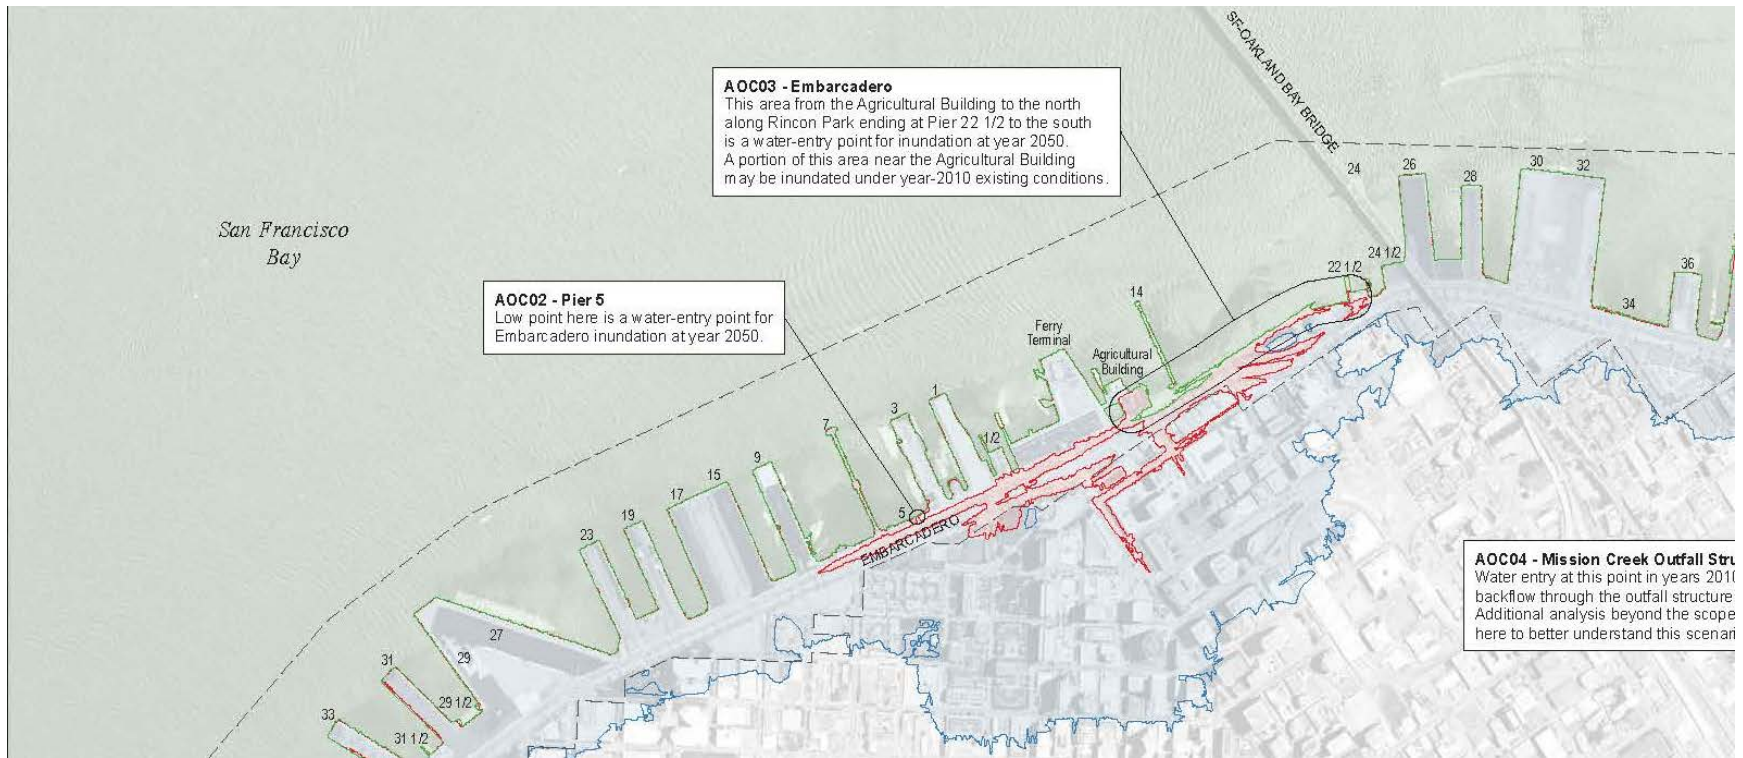 SF-OAKLAND BAY BRIDGE
AOC03 - Embarcadero
This area from the Agricultural Building to the north
along Rincon Park ending at Pier 22 1/2 to the south
is a water-entry point for inundation at year 2050.
A portion of this area near the Agricultural Building
may be inundated under year-2010 existing conditions.
24
26
28
30
32
San Francisco
Bay
24 1/2
22 1/2
36
34
AOC02 - Pier 5
Low point here is a water-entry point for
Embarcadero inundation at year 2050.
14
Ferry
Terminal
Agricultural
Building
1
3
7
1/2
9
5
EMBARCADERO
15
17
19
23
AOC04 - Mission Creek Outfall Stru
Water entry at this point in years 2010
backflow through the outfall structure
Additional analysis beyond the scope
here to better understand this scenari
27
29
31
29 1/2
33
31 1/2